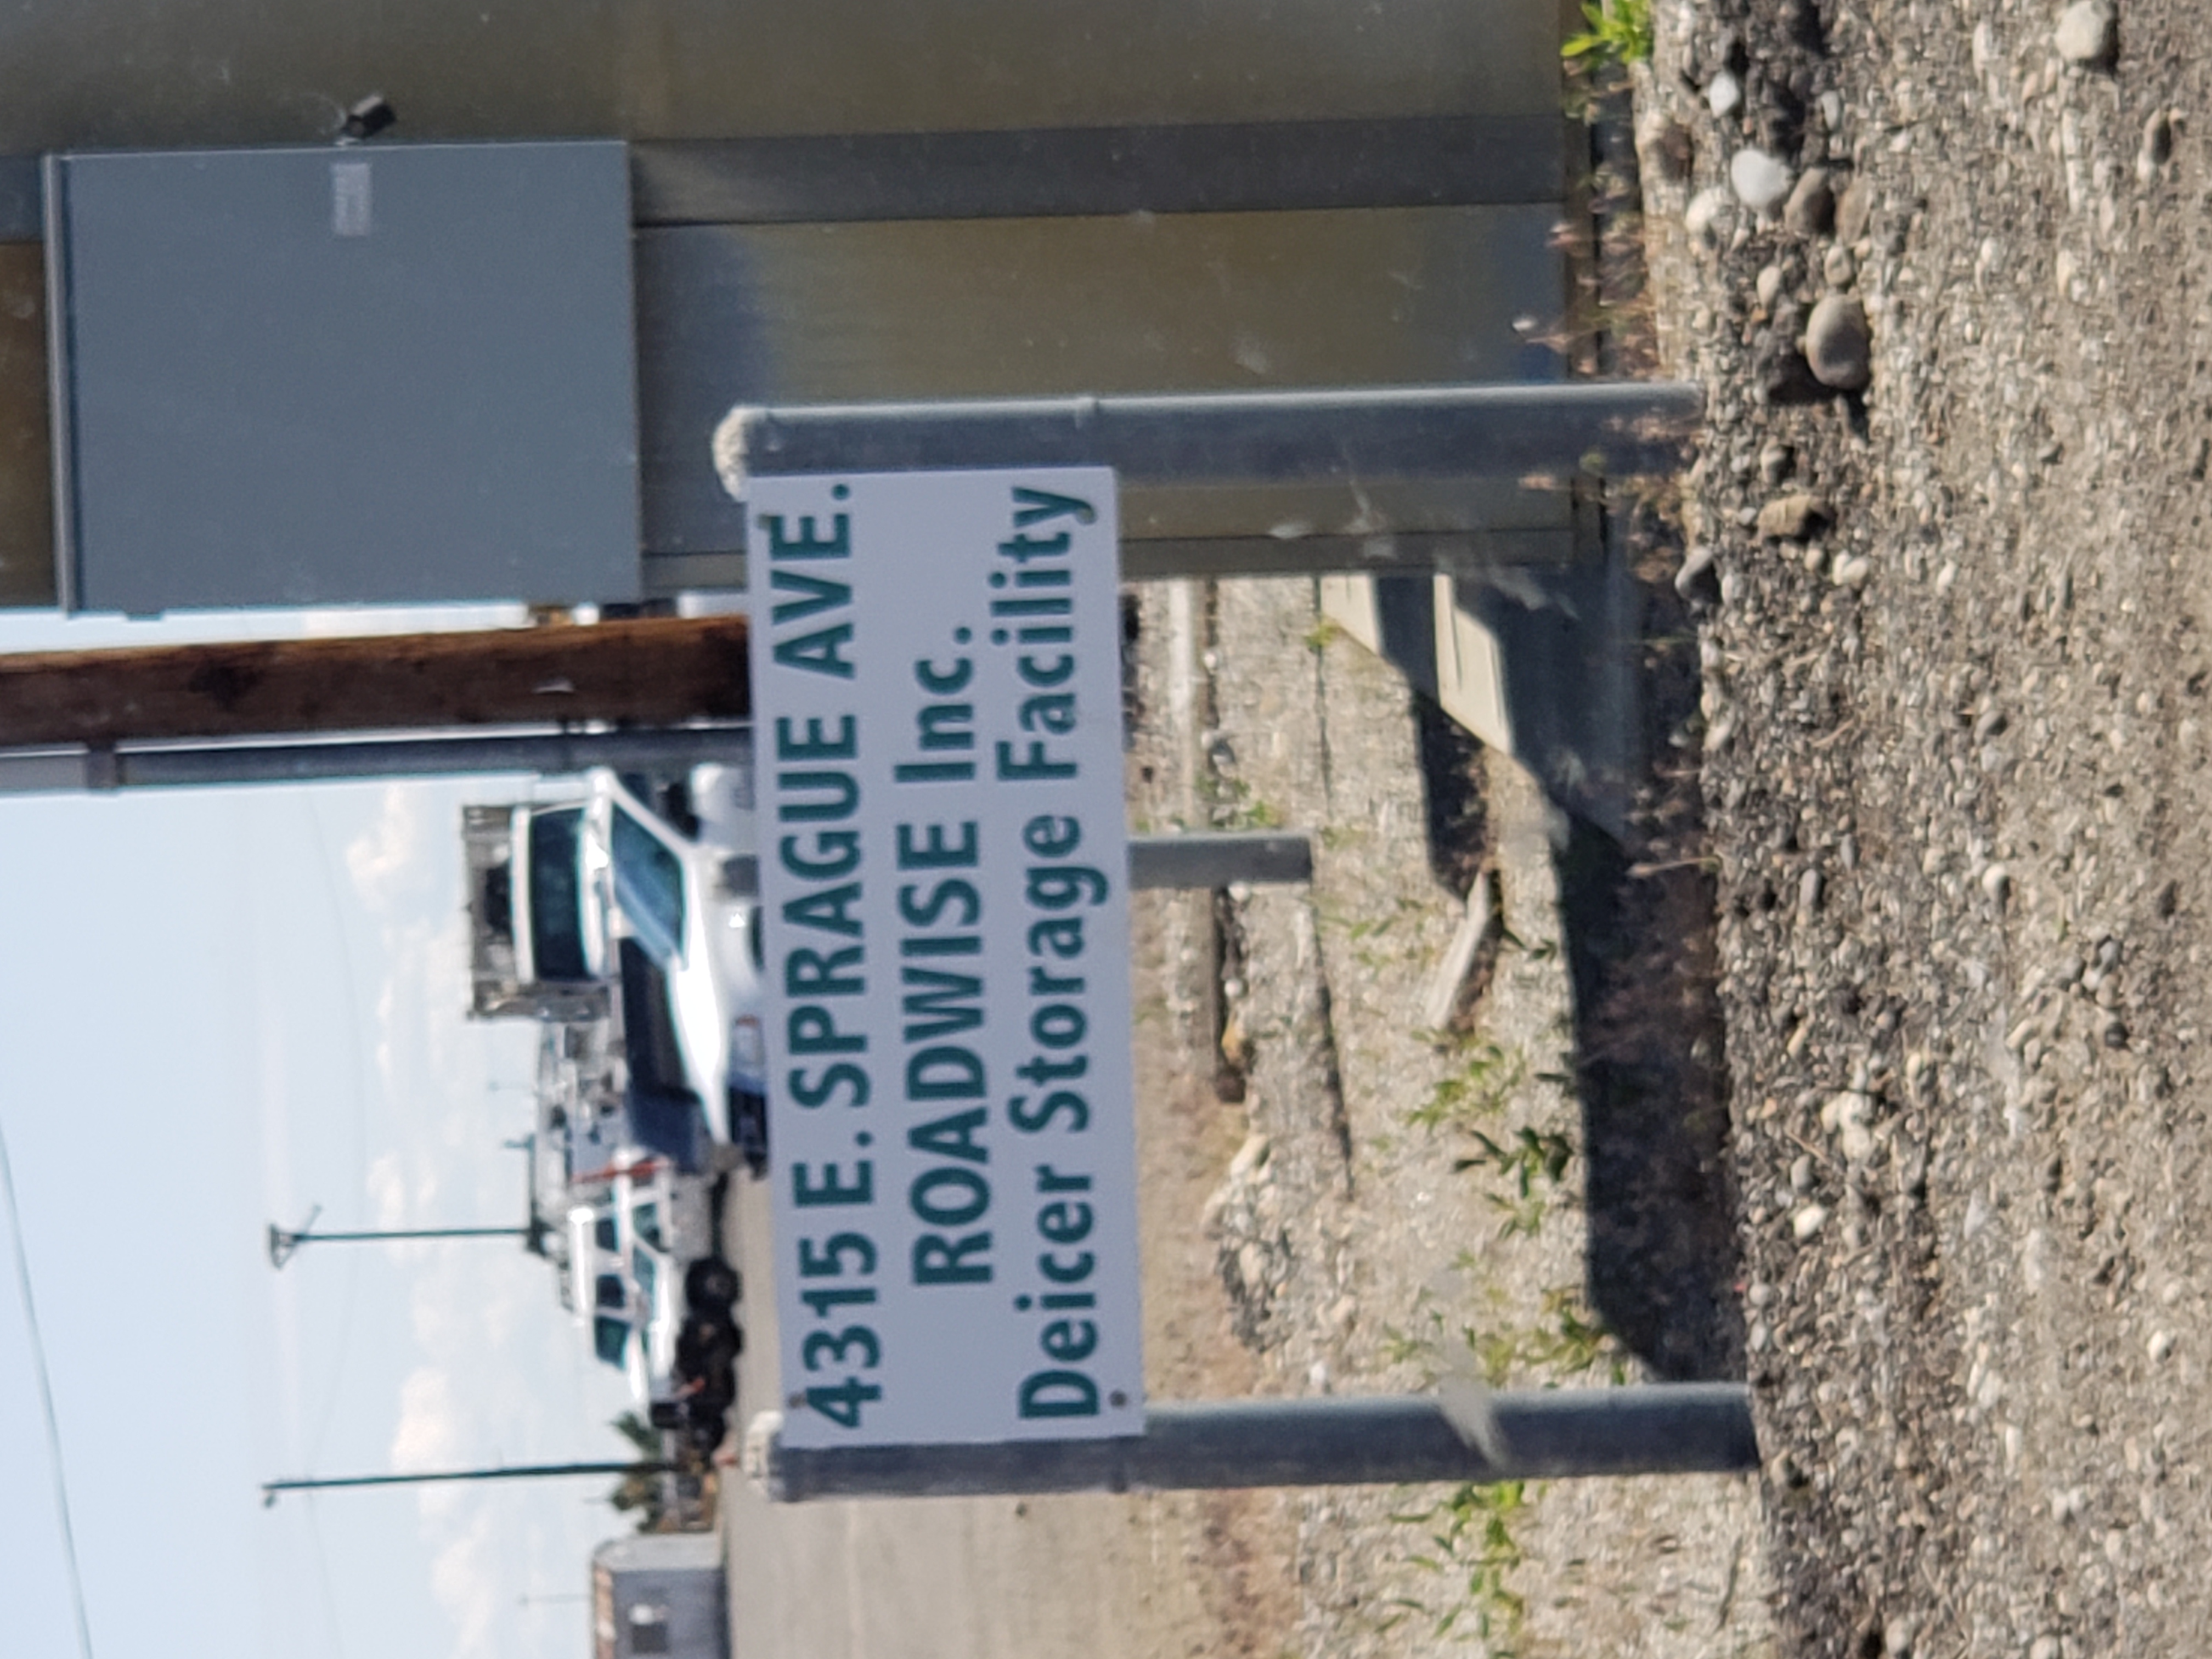 4315 E. SPRAGUE AVE.
ROADWISE Inc.
Deicer Storage Facility